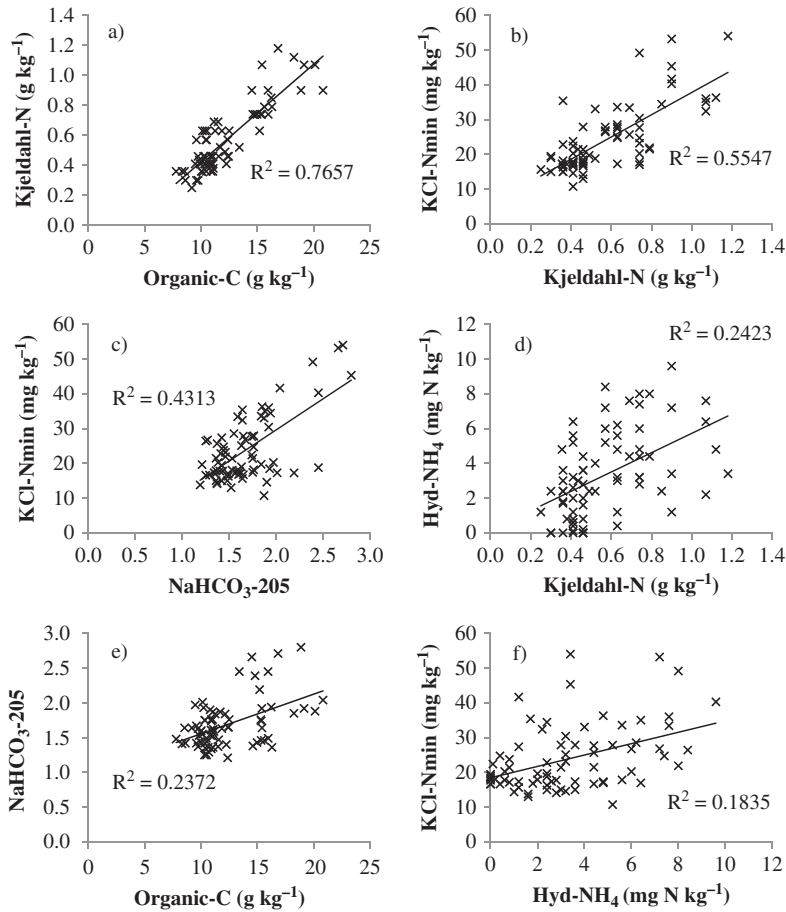 a)
Kjeldahl-N (g kg⁻¹)
1.4
1.2
1.0
0.8
0.6
0.4
0.2
0.0
R² = 0.7657
0 5 10 15 20 25
Organic-C (g kg⁻¹)
b)
KCl-Nmin (mg kg⁻¹)
60
50
40
30
20
10
0
R² = 0.5547
0.0 0.2 0.4 0.6 0.8 1.0 1.2 1.4
Kjeldahl-N (g kg⁻¹)
c)
KCl-Nmin (mg kg⁻¹)
60
50
40
30
20
10
0
R² = 0.4313
0.0 0.5 1.0 1.5 2.0 2.5 3.0
NaHCO₃-205
d)
Hyd-NH₄ (mg N kg⁻¹)
12
10
8
6
4
2
0
R² = 0.2423
0.0 0.2 0.4 0.6 0.8 1.0 1.2 1.4
Kjeldahl-N (g kg⁻¹)
e)
NaHCO₃-205
3.0
2.5
2.0
1.5
1.0
0.5
0.0
R² = 0.2372
0 5 10 15 20 25
Organic-C (g kg⁻¹)
f)
KCl-Nmin (mg kg⁻¹)
60
50
40
30
20
10
0
R² = 0.1835
0 2 4 6 8 10 12
Hyd-NH₄ (mg N kg⁻¹)